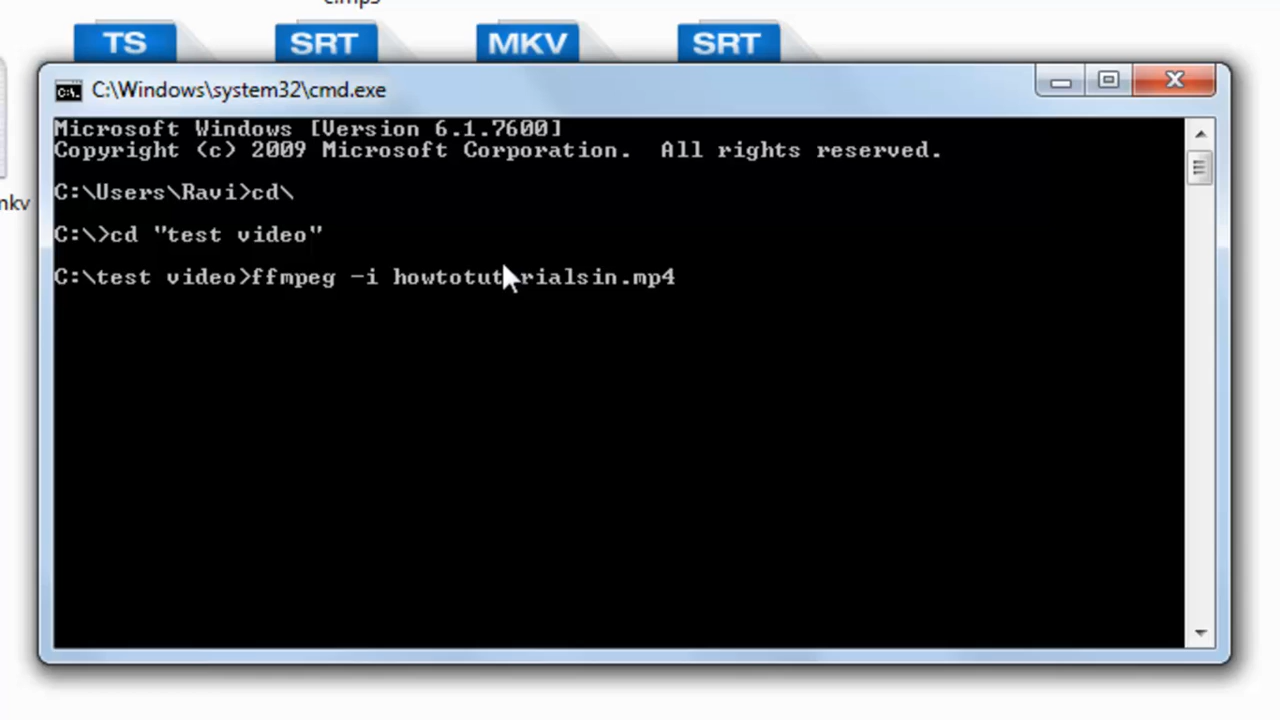 TS
SRT
MKV
SRT
C:\Windows\system32\cmd.exe
Microsoft Windows [Version 6.1.7600]
Copyright (c) 2009 Microsoft Corporation.  All rights reserved.
C:\Users\Ravi>cd\
C:\>cd "test video"
C:\test video>ffmpeg -i howtotutorialsin.mp4
mkv